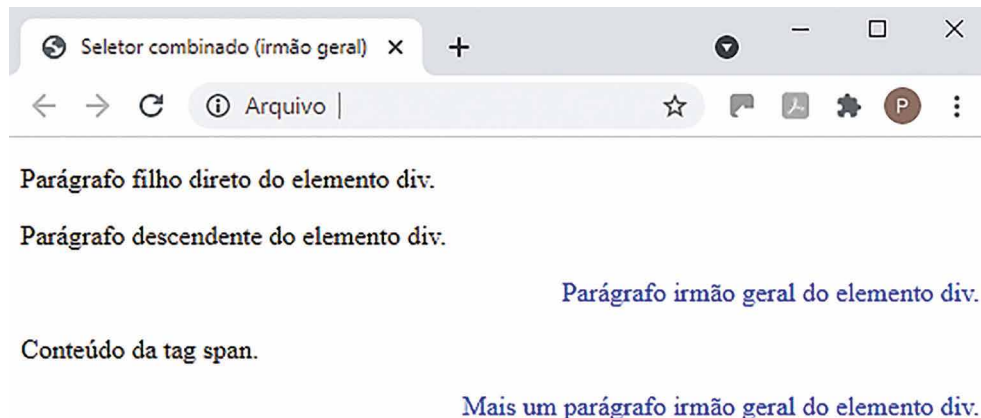 Seletor combinado (irmão geral)
Arquivo
P
Parágrafo filho direto do elemento div.
Parágrafo descendente do elemento div.
Parágrafo irmão geral do elemento div.
Conteúdo da tag span.
Mais um parágrafo irmão geral do elemento div.